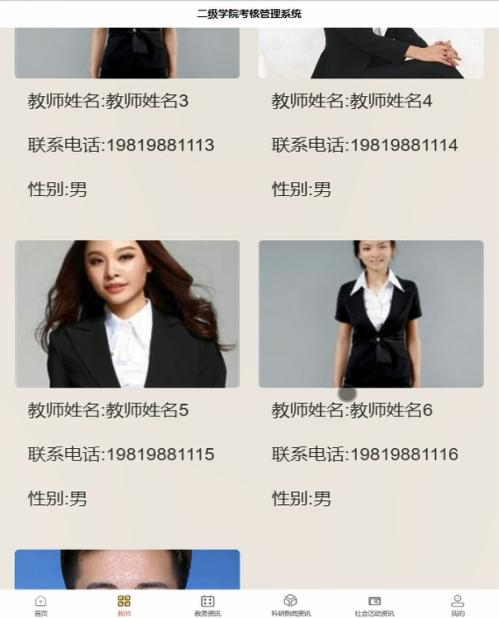 二级学院考核管理系统
教师姓名:教师姓名3
教师姓名:教师姓名4
联系电话:19819881113
联系电话:19819881114
性别:男
性别:男
教师姓名:教师姓名5
教师姓名:教师姓名6
联系电话:19819881115
联系电话:19819881116
性别:男
性别:男
首页
教师
教务资讯
科研新闻资讯
社会活动资讯
我的